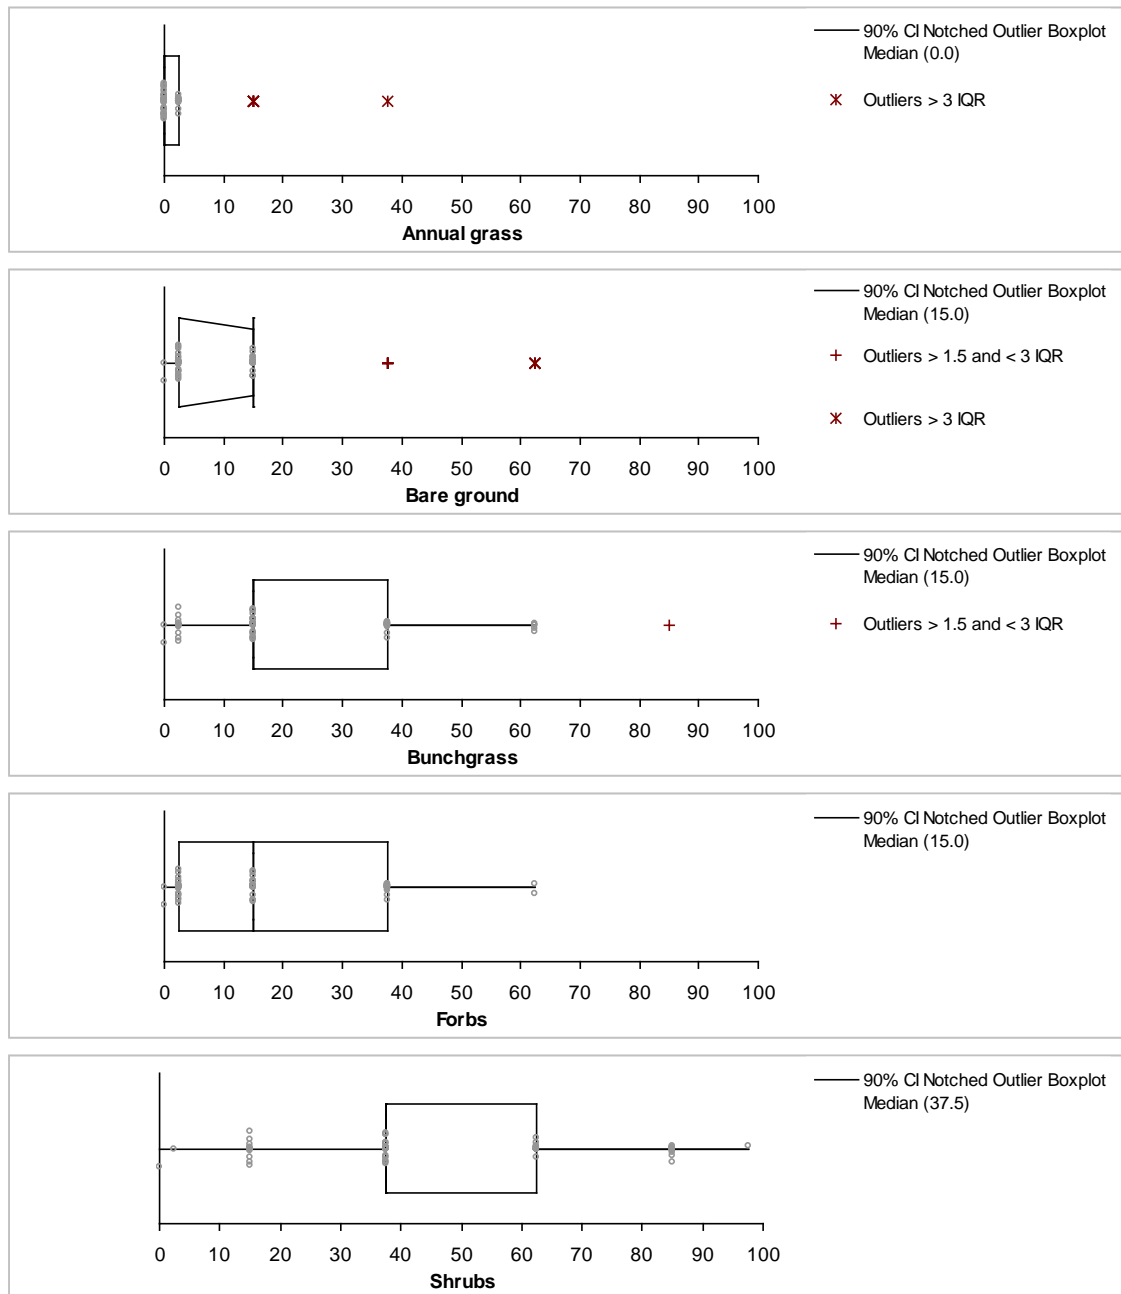 90% CI Notched Outlier Boxplot
Median (0.0)
Outliers > 3 IQR
0 10 20 30 40 50 60 70 80 90 100
Annual grass
90% CI Notched Outlier Boxplot
Median (15.0)
Outliers > 1.5 and < 3 IQR
Outliers > 3 IQR
0 10 20 30 40 50 60 70 80 90 100
Bare ground
90% CI Notched Outlier Boxplot
Median (15.0)
Outliers > 1.5 and < 3 IQR
0 10 20 30 40 50 60 70 80 90 100
Bunchgrass
90% CI Notched Outlier Boxplot
Median (15.0)
0 10 20 30 40 50 60 70 80 90 100
Forbs
90% CI Notched Outlier Boxplot
Median (37.5)
0 10 20 30 40 50 60 70 80 90 100
Shrubs